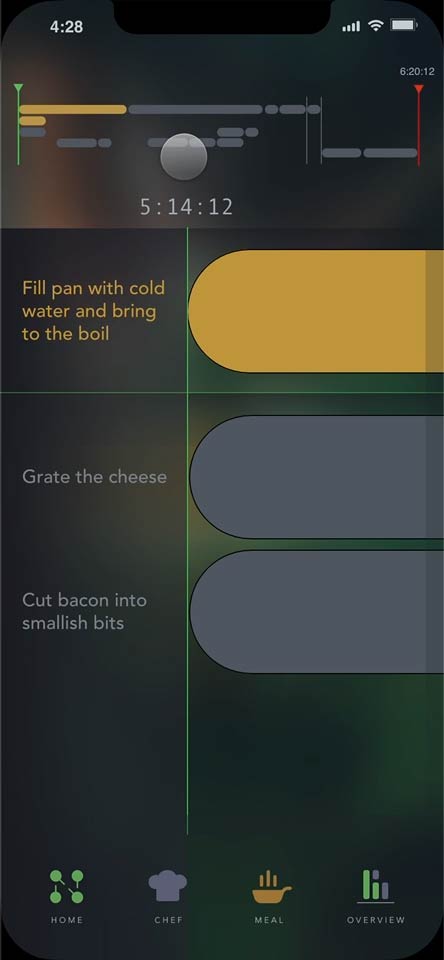 4:28
6:20:12
5:14:12
Fill pan with cold
water and bring
to the boil
Grate the cheese
Cut bacon into
smallish bits
HOME
CHEF
MEAL
OVERVIEW